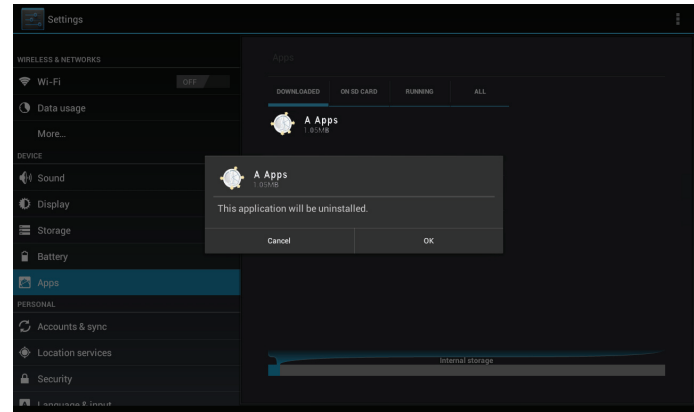 Settings
WIRELESS & NETWORKS
Wi-Fi OFF
Data usage
More...
DEVICE
Sound
Display
Storage
Battery
Apps
PERSONAL
Accounts & sync
Location services
Security
Language & input
Apps
DOWNLOADED ON SD CARD RUNNING ALL
A Apps
1.05MB
A Apps
1.05MB
This application will be uninstalled.
Cancel OK
Internal storage